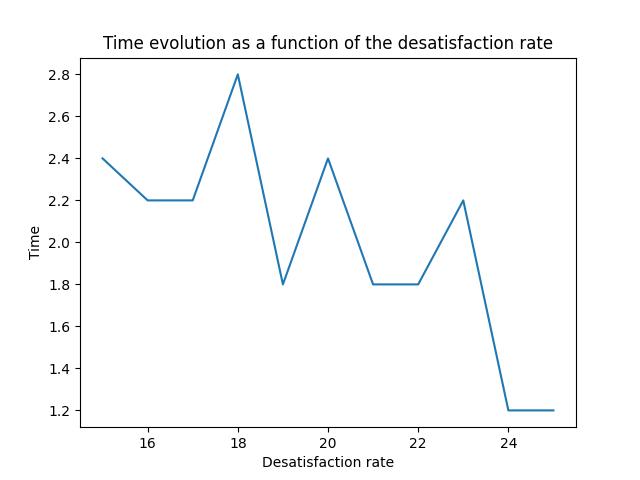 Time evolution as a function of the desatisfaction rate
2.8
2.6
2.4
2.2
2.0
1.8
1.6
1.4
1.2
Time
16 18 20 22 24
Desatisfaction rate